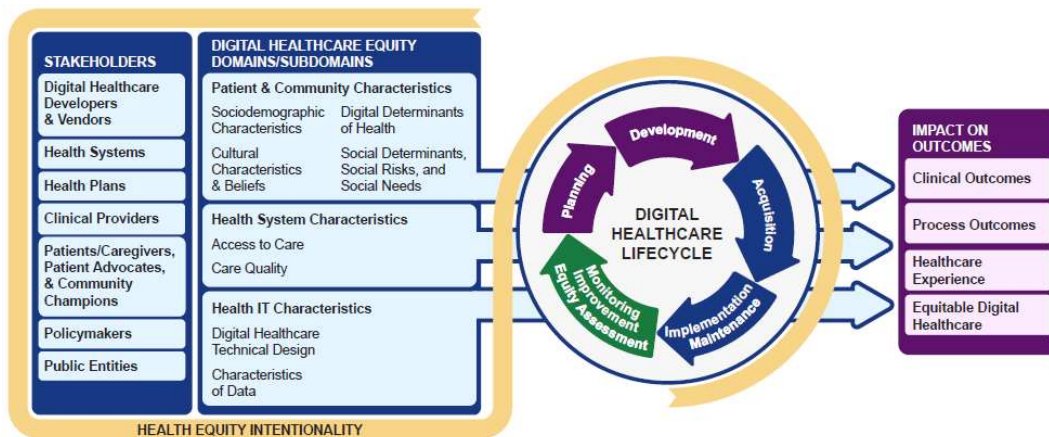 STAKEHOLDERS
Digital Healthcare
Developers
& Vendors
Health Systems
Health Plans
Clinical Providers
Patients/Caregivers,
Patient Advocates,
& Community
Champions
Policymakers
Public Entities
DIGITAL HEALTHCARE EQUITY
DOMAINS/SUBDOMAINS
Patient & Community Characteristics
Sociodemographic
Characteristics
Digital Determinants
of Health
Cultural
Characteristics
& Beliefs
Social Determinants,
Social Risks, and
Social Needs
Health System Characteristics
Access to Care
Care Quality
Health IT Characteristics
Digital Healthcare
Technical Design
Characteristics
of Data
HEALTH EQUITY INTENTIONALITY
DIGITAL
HEALTHCARE
LIFECYCLE
Planning
Development
Acquisition
Implementation
Maintenance
Monitoring
Improvement
Equity Assessment
IMPACT ON
OUTCOMES
Clinical Outcomes
Process Outcomes
Healthcare
Experience
Equitable Digital
Healthcare